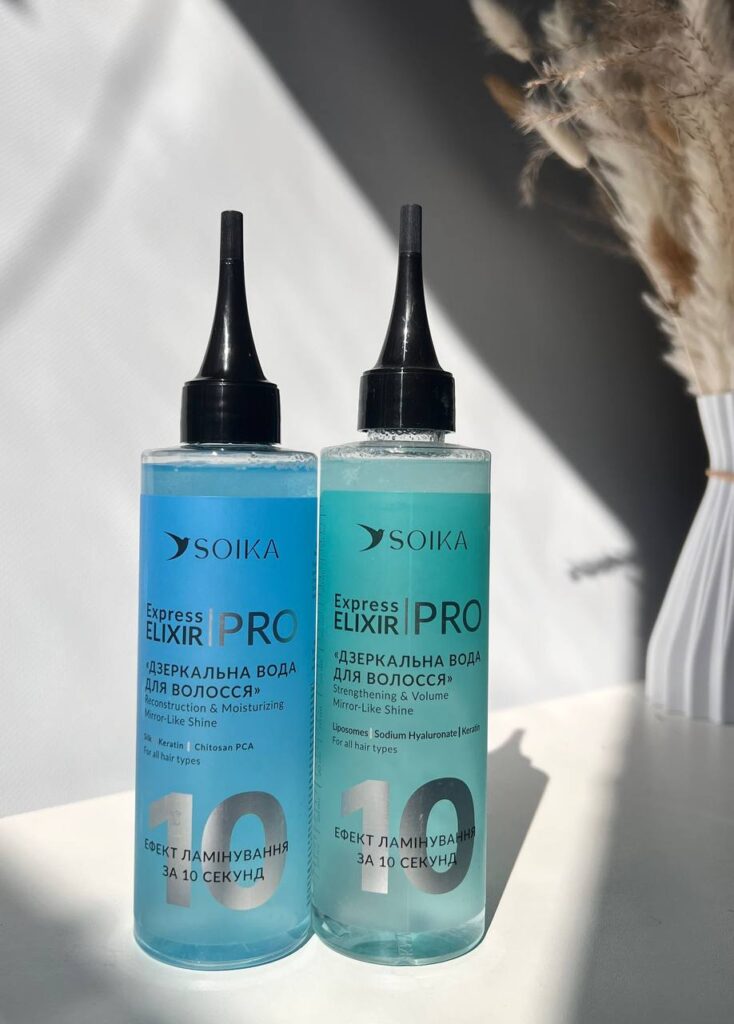 SOIKA
Express
ELIXIR PRO
«ДЗЕРКАЛЬНА ВОДА
ДЛЯ ВОЛОССЯ»
Reconstruction & Moisturizing
Mirror-Like Shine
Silk Keratin | Chitosan PCA
For all hair types
10
ЕФЕКТ ЛАМІНУВАННЯ
ЗА 10 СЕКУНД
SOIKA
Express
ELIXIR PRO
«ДЗЕРКАЛЬНА ВОДА
ДЛЯ ВОЛОССЯ»
Strengthening & Volume
Mirror-Like Shine
Liposomes | Sodium Hyaluronate | Keratin
For all hair types
10
ЕФЕКТ ЛАМІНУВАННЯ
ЗА 10 СЕКУНД